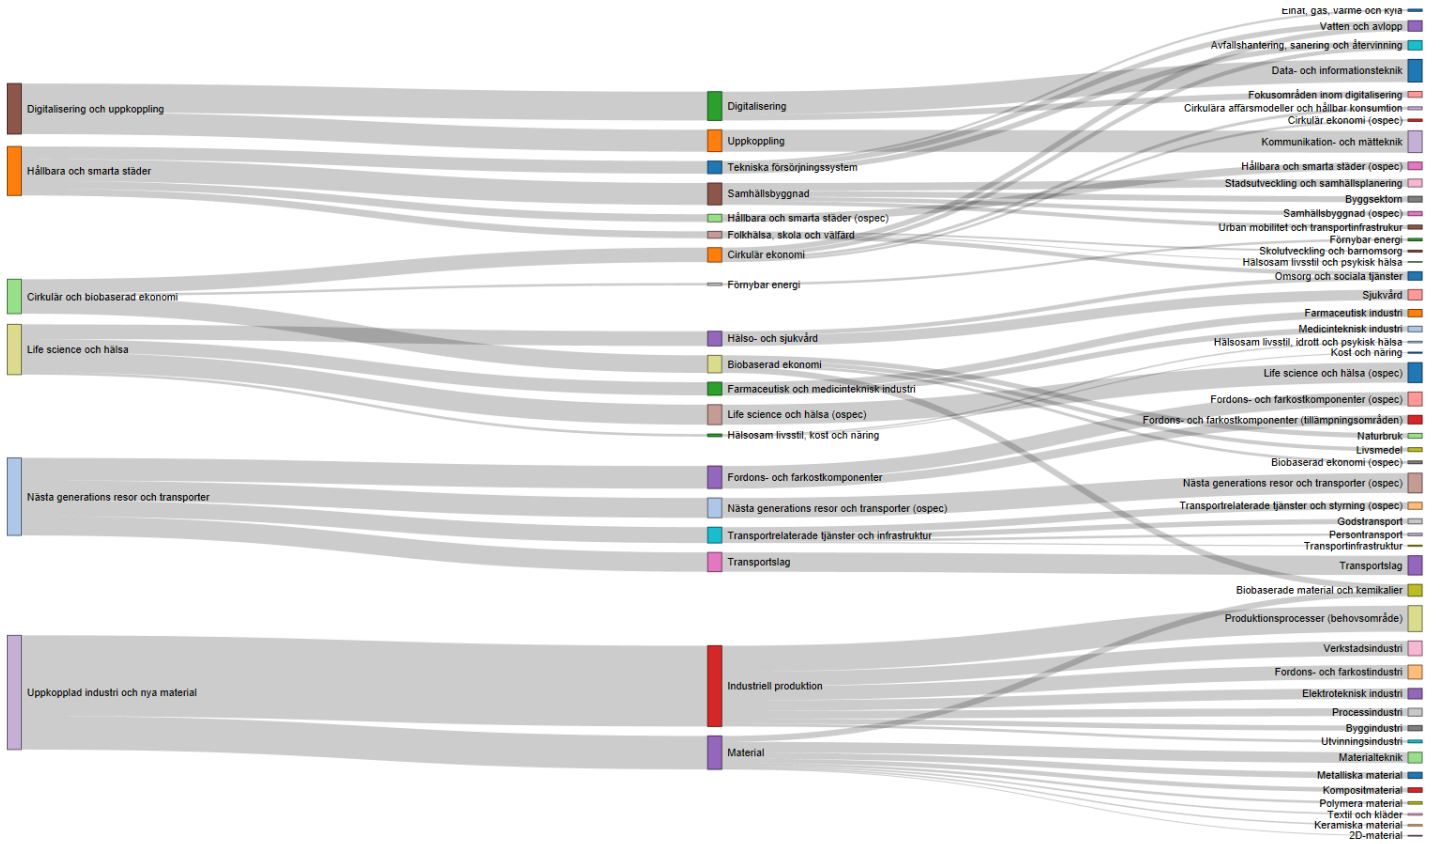 Digitalisering och uppkoppling
Hållbara och smarta städer
Cirkulär och biobaserad ekonomi
Life science och hälsa
Nästa generations resor och transporter
Uppkopplad industri och nya material
Digitalisering
Uppkoppling
Tekniska försörjningssystem
Samhällsbyggnad
Hållbara och smarta städer (ospec)
Folkhälsa, skola och välfärd
Cirkulär ekonomi
Förnybar energi
Hälso- och sjukvård
Biobaserad ekonomi
Farmaceutisk och medicinteknisk industri
Life science och hälsa (ospec)
Hälsosam livsstil, kost och näring
Fordons- och farkostkomponenter
Nästa generations resor och transporter (ospec)
Transportrelaterade tjänster och infrastruktur
Transportslag
Industriell produktion
Material
Elnät, gas, värme och kyla
Vatten och avlopp
Avfallshantering, sanering och återvinning
Data- och informationsteknik
Fokusområden inom digitalisering
Cirkulära affärsmodeller och hållbar konsumtion
Cirkulär ekonomi (ospec)
Kommunikation- och mätteknik
Hållbara och smarta städer (ospec)
Stadsutveckling och samhällsplanering
Byggsektorn
Samhällsbyggnad (ospec)
Urban mobilitet och transportinfrastrukur
Förnybar energi
Skolutveckling och barnomsorg
Hälsosam livsstil och psykisk hälsa
Omsorg och sociala tjänster
Sjukvård
Farmaceutisk industri
Medicinteknisk industri
Hälsosam livsstil, idrott och psykisk hälsa
Kost och näring
Life science och hälsa (ospec)
Fordons- och farkostkomponenter (ospec)
Fordons- och farkostkomponenter (tillämpningsområden)
Naturbruk
Livsmedel
Biobaserad ekonomi (ospec)
Nästa generations resor och transporter (ospec)
Transportrelaterade tjänster och styrning (ospec)
Godstransport
Persontransport
Transportinfrastruktur
Transportslag
Biobaserade material och kemikalier
Produktionsprocesser (behovsområde)
Verkstadsindustri
Fordons- och farkostindustri
Elektroteknisk industri
Processindustri
Byggindustri
Utvinningsindustri
Materialteknik
Metalliska material
Kompositmaterial
Polymera material
Textil och kläder
Keramiska material
2D-material